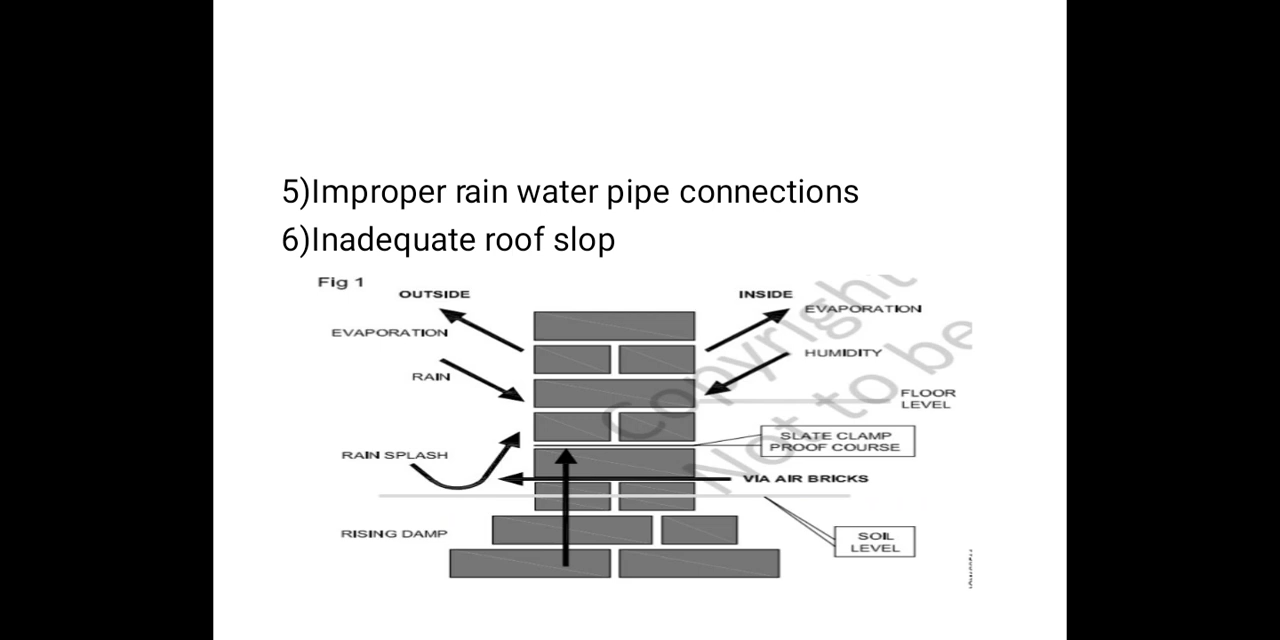 5)Improper rain water pipe connections
6)Inadequate roof slop
Fig 1
OUTSIDE
INSIDE
EVAPORATION
EVAPORATION
HUMIDITY
RAIN
FLOOR
LEVEL
SLATE CLAMP
PROOF COURSE
RAIN SPLASH
VIA AIR BRICKS
RISING DAMP
SOIL
LEVEL
Copyright
Not to be